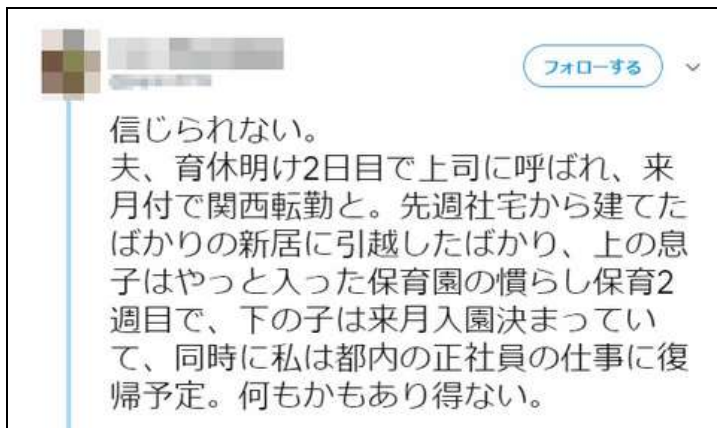 フォローする
信じられない。
夫、育休明け2日目で上司に呼ばれ、来
月付で関西転勤と。先週社宅から建てた
ばかりの新居に引越したばかり、上の息
子はやっと入った保育園の慣らし保育2
週目で、下の子は来月入園決まってい
て、同時に私は都内の正社員の仕事に復
帰予定。何もかもあり得ない。